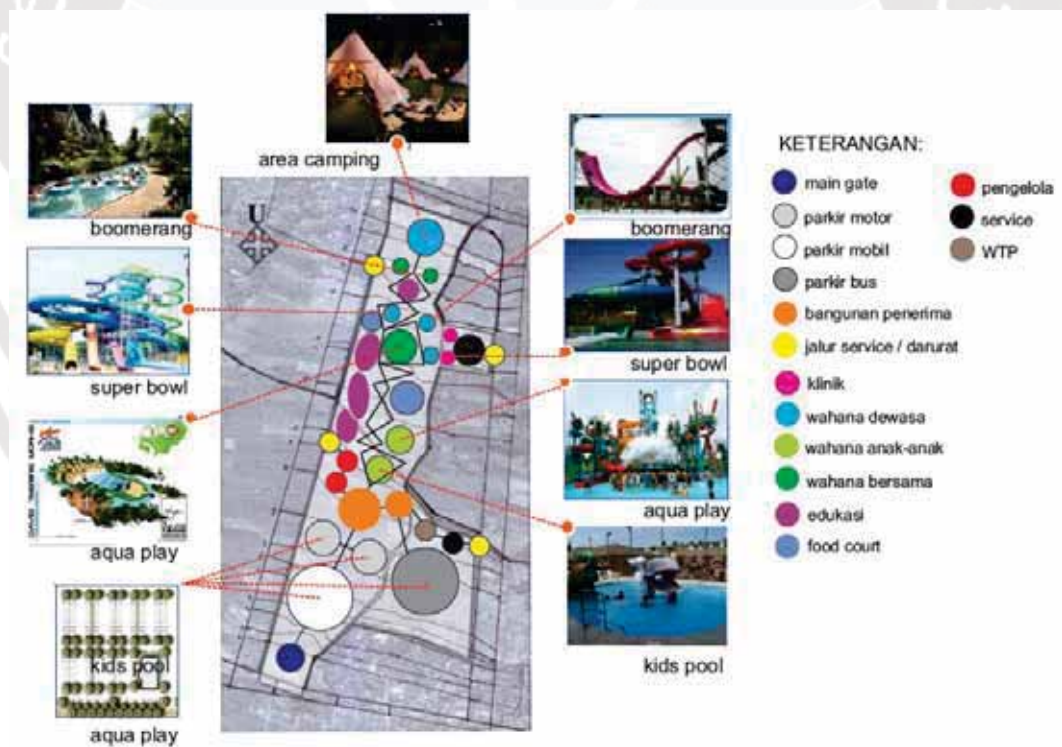 area camping
boomerang
super bowl
aqua play
kids pool
aqua play
U
boomerang
super bowl
aqua play
kids pool
KETERANGAN:
main gate
parkir motor
parkir mobil
parkir bus
bangunan penerima
jalur service / darurat
klinik
wahana dewasa
wahana anak-anak
wahana bersama
edukasi
food court
pengelola
service
WTP